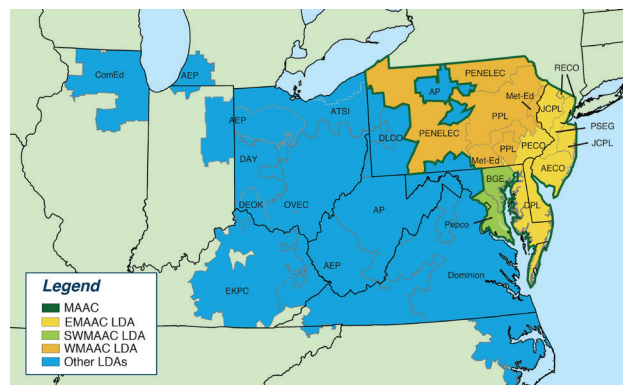 ComEd
AEP
PENELEC
RECO
AP
Met-Ed
JCPL
AEP
ATSI
DLCO
PENELEC
PPL
PSEG
DAY
PPL
PECO
JCPL
Met-Ed
AECO
BGE
DEOK
OVEC
AP
DPL
Pepco
EKPC
AEP
Dominion
Legend
MAAC
EMAAC LDA
SWMAAC LDA
WMAAC LDA
Other LDAs